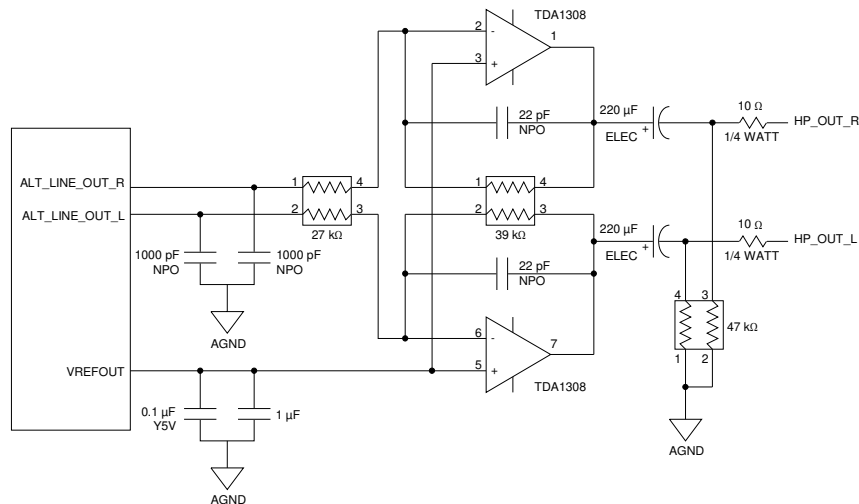 TDA1308
2
-
1
3
+
22 pF
NPO
220 µF
ELEC
+
10 Ω
1/4 WATT
HP_OUT_R
ALT_LINE_OUT_R
1
4
1
4
ALT_LINE_OUT_L
2
3
2
3
27 kΩ
39 kΩ
220 µF
ELEC
+
10 Ω
1/4 WATT
HP_OUT_L
1000 pF
NPO
1000 pF
NPO
22 pF
NPO
AGND
4
3
47 kΩ
1
2
6
-
7
5
+
TDA1308
VREFOUT
0.1 µF
Y5V
1 µF
AGND
AGND